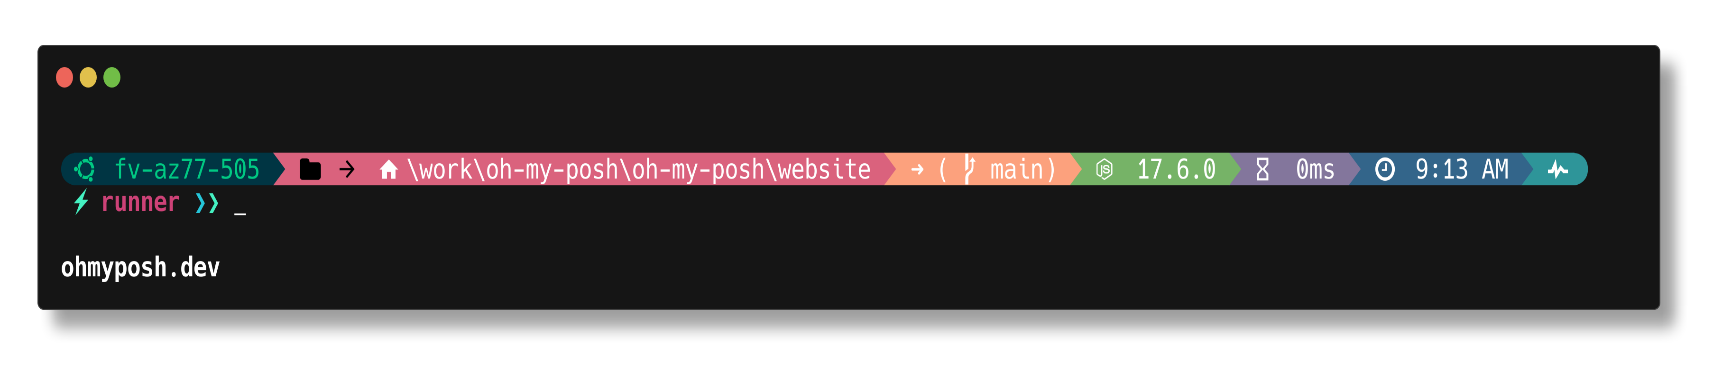 fv-az77-505 → \work\oh-my-posh\oh-my-posh\website → ( main) 17.6.0 0ms 9:13 AM
runner ❯❯ _
ohmyposh.dev